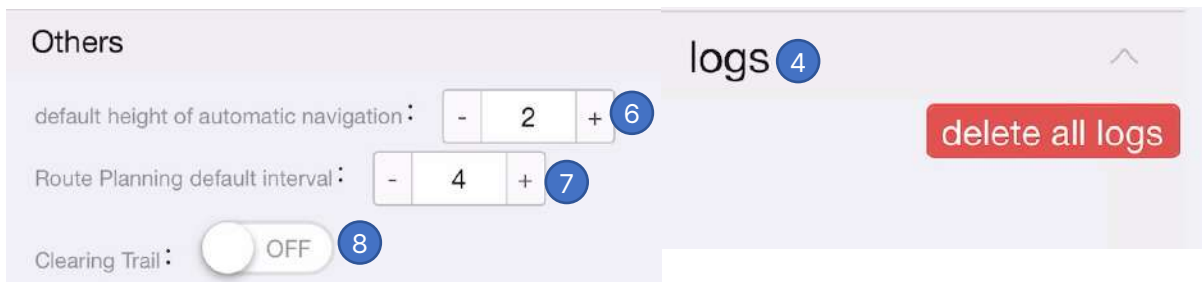 Others
default height of automatic navigation: - 2 + 6
Route Planning default interval: - 4 + 7
Clearing Trail: OFF 8
logs 4
delete all logs